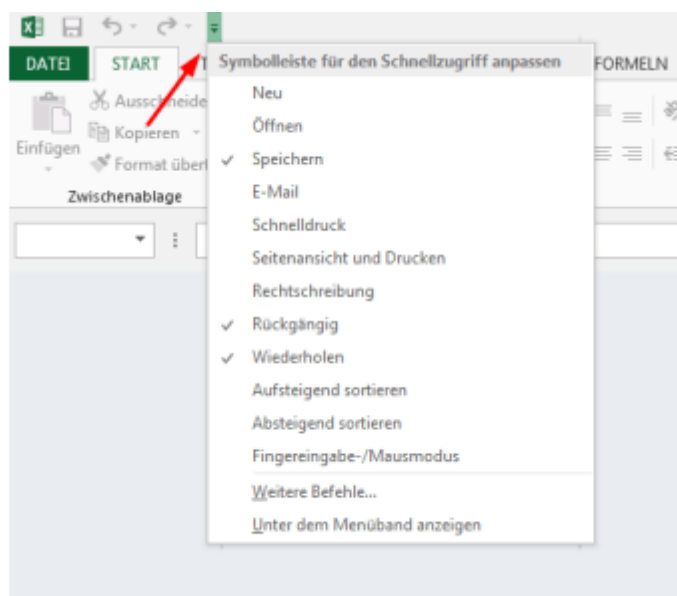 DATEI START
Symbolleiste für den Schnellzugriff anpassen
FORMELN
Einfügen
Kopieren
Format
Zwischenablage
Neu
Öffnen
Speichern
E-Mail
Schnelldruck
Seitenansicht und Drucken
Rechtschreibung
Rückgängig
Wiederholen
Aufsteigend sortieren
Absteigend sortieren
Fingereingabe-/Mausmodus
Weitere Befehle...
Unter dem Menüband anzeigen